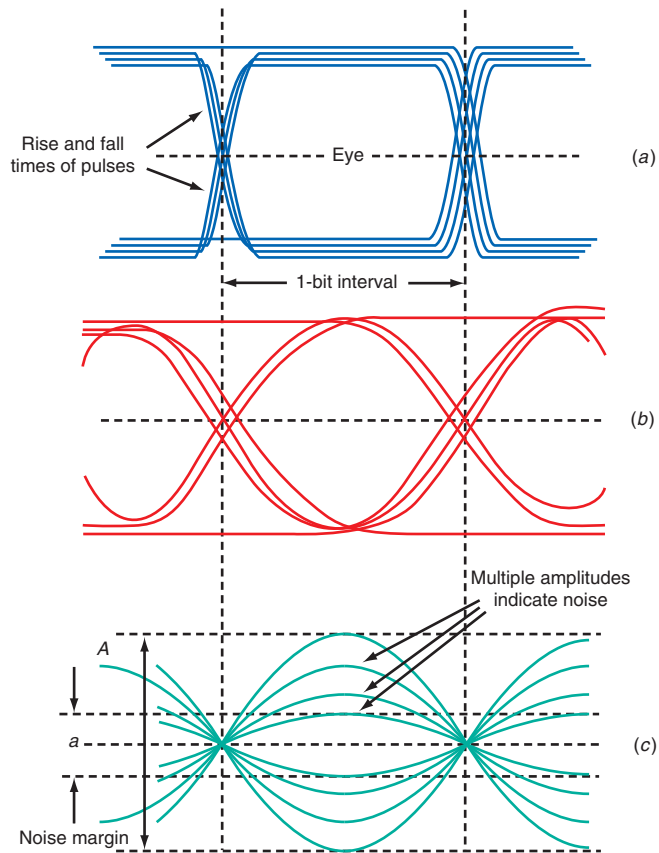 Rise and fall
times of pulses
Eye
(a)
1-bit interval
(b)
Multiple amplitudes
indicate noise
A
a
(c)
Noise margin